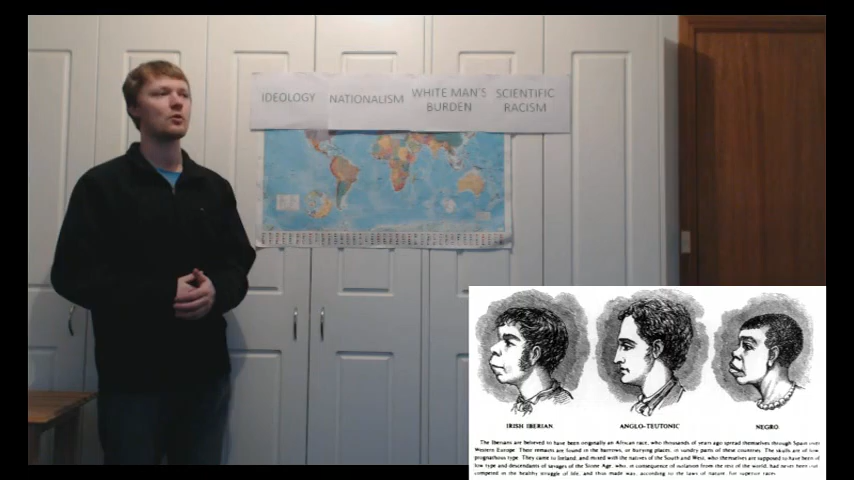 IDEOLOGY NATIONALISM WHITE MAN'S BURDEN SCIENTIFIC RACISM
IRISH IBERIAN ANGLO-TEUTONIC NEGRO
The Iberians are believed to have been originally an African race, who thousands of years ago spread themselves through Spain over
Western Europe. Their remains are found in the barrows, or burying places, in sundry parts of these countries. The skulls are of low
prognathous type. They came to Ireland, and mixed with the natives of the South and West, who themselves are supposed to have been of
low type and descendants of savages of the Stone Age, who, in consequence of isolation from the rest of the world, had never been out-
competed in the healthy struggle of life, and thus made way, according to the laws of nature, for superior races